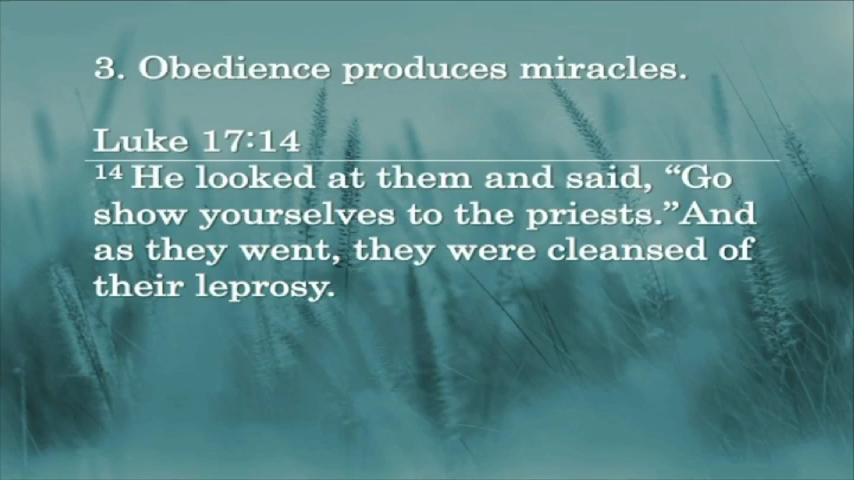 3. Obedience produces miracles.
Luke 17:14
14 He looked at them and said, “Go
show yourselves to the priests.”And
as they went, they were cleansed of
their leprosy.